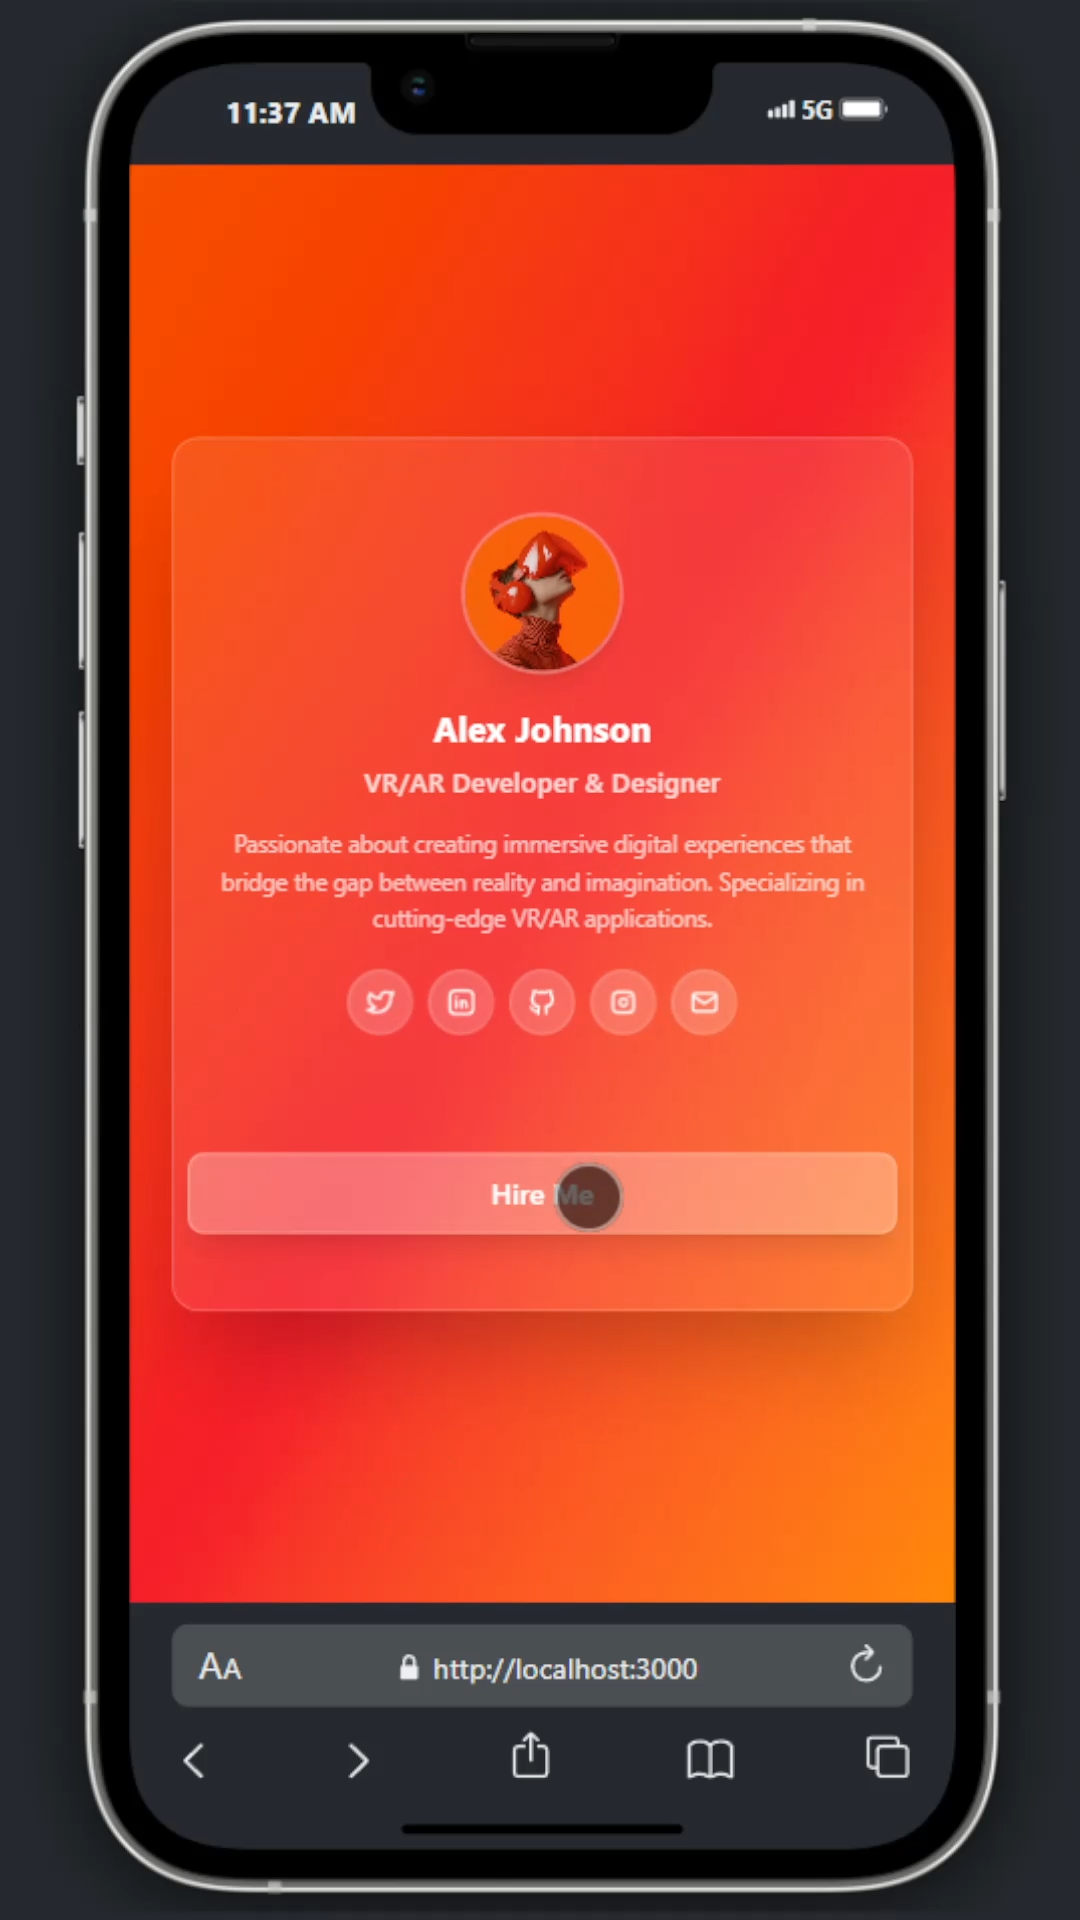 11:37 AM
5G
Alex Johnson
VR/AR Developer & Designer
Passionate about creating immersive digital experiences that
bridge the gap between reality and imagination. Specializing in
cutting-edge VR/AR applications.
in
Hire Me
AA
http://localhost:3000